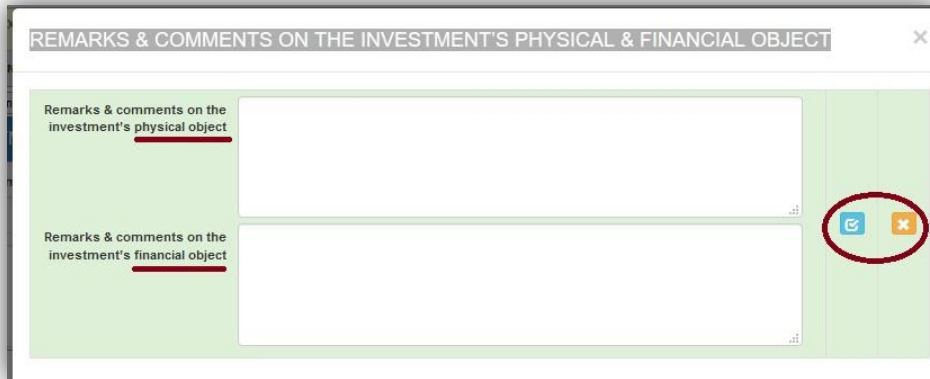 REMARKS & COMMENTS ON THE INVESTMENT'S PHYSICAL & FINANCIAL OBJECT
Remarks & comments on the
investment's physical object
Remarks & comments on the
investment's financial object